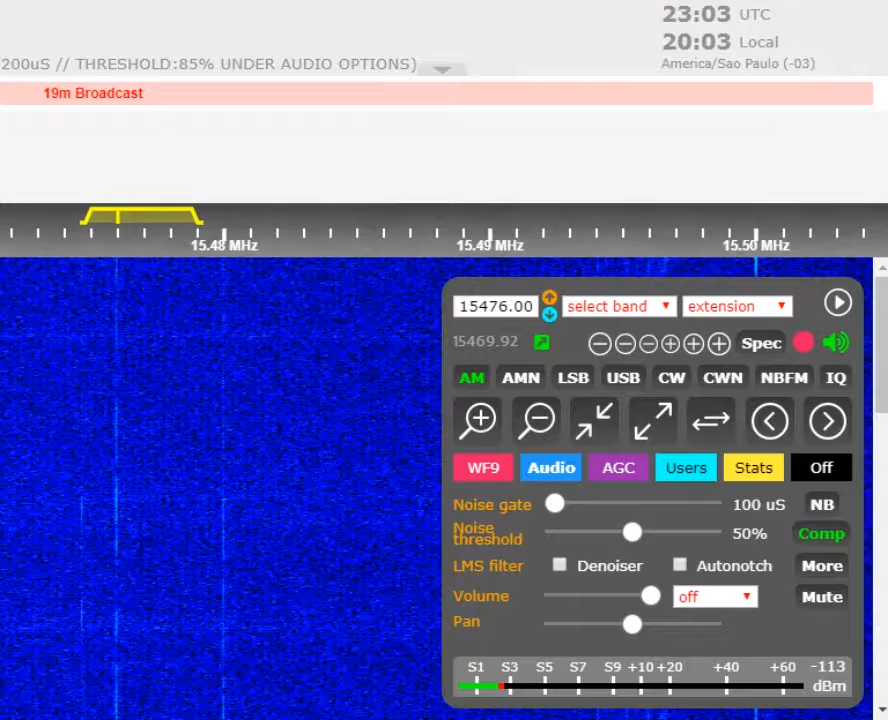 23:03 UTC
20:03 Local
200uS // THRESHOLD:85% UNDER AUDIO OPTIONS)
America/Sao Paulo (-03)
19m Broadcast
15.48 MHz 15.49 MHz 15.50 MHz
15476.00 select band extension
15469.92 Spec
AM AMN LSB USB CW CWN NBFM IQ
WF9 Audio AGC Users Stats Off
Noise gate 100 uS NB
Noise threshold 50% Comp
LMS filter Denoiser Autonotch More
Volume off Mute
Pan
S1 S3 S5 S7 S9 +10 +20 +40 +60 -113
dBm